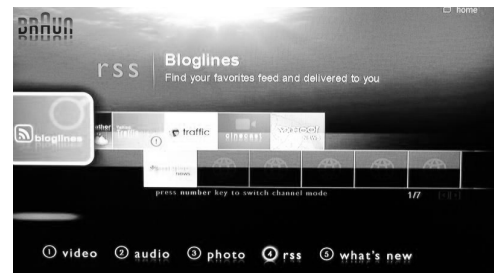 BRAUN
home
rss
Bloglines
Find your favorites feed and delivered to you
bloglines
traffic
news
press number key to switch channel mode
1/7
1 video 2 audio 3 photo 4 rss 5 what's new